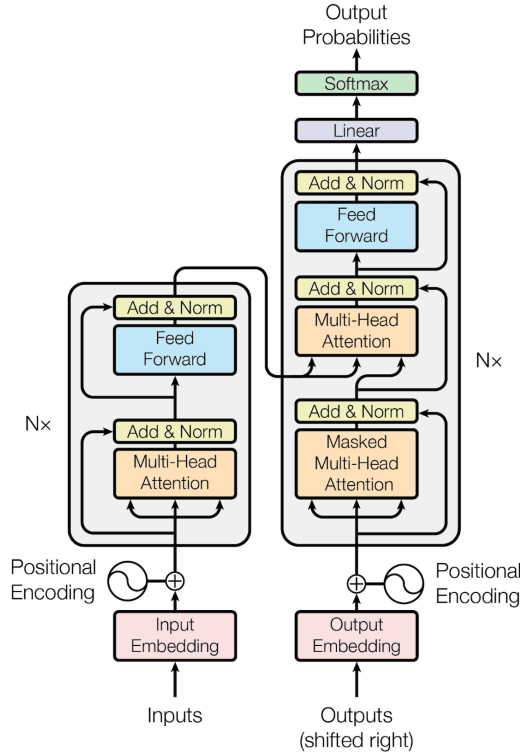 Output
Probabilities
Softmax
Linear
Add & Norm
Feed
Forward
Add & Norm
Multi-Head
Attention
Add & Norm
Masked
Multi-Head
Attention
N×
Positional
Encoding
Output
Embedding
Outputs
(shifted right)
Add & Norm
Feed
Forward
Add & Norm
Multi-Head
Attention
N×
Positional
Encoding
Input
Embedding
Inputs